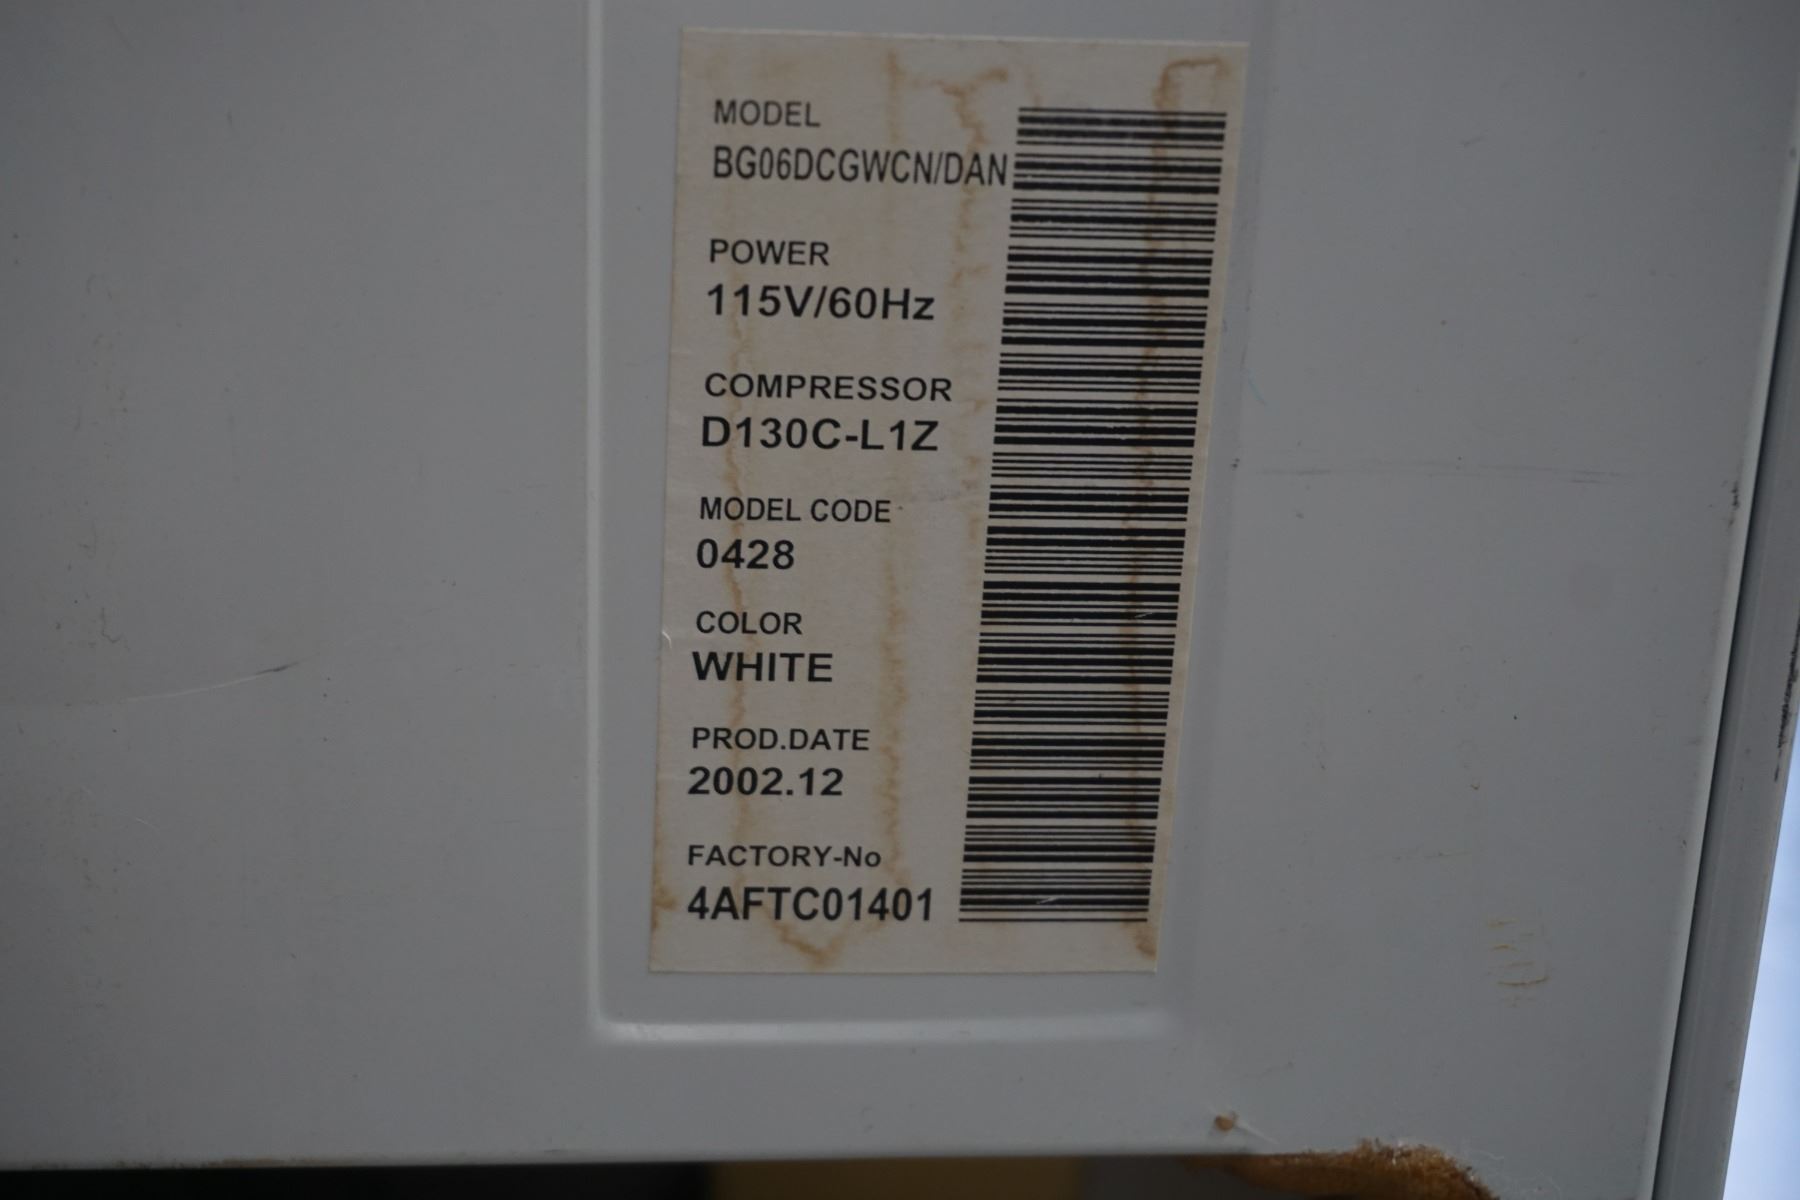 MODEL
BG06DCGWCN/DAN
POWER
115V/60Hz
COMPRESSOR
D130C-L1Z
MODEL CODE
0428
COLOR
WHITE
PROD.DATE
2002.12
FACTORY-No
4AFTC01401